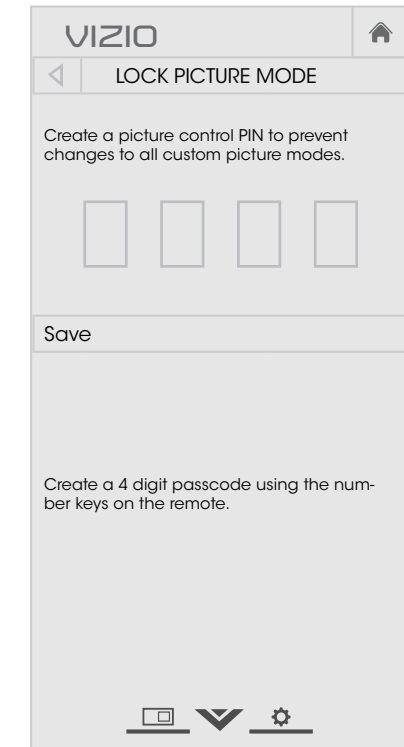 VIZIO
LOCK PICTURE MODE
Create a picture control PIN to prevent
changes to all custom picture modes.
Save
Create a 4 digit passcode using the num-
ber keys on the remote.